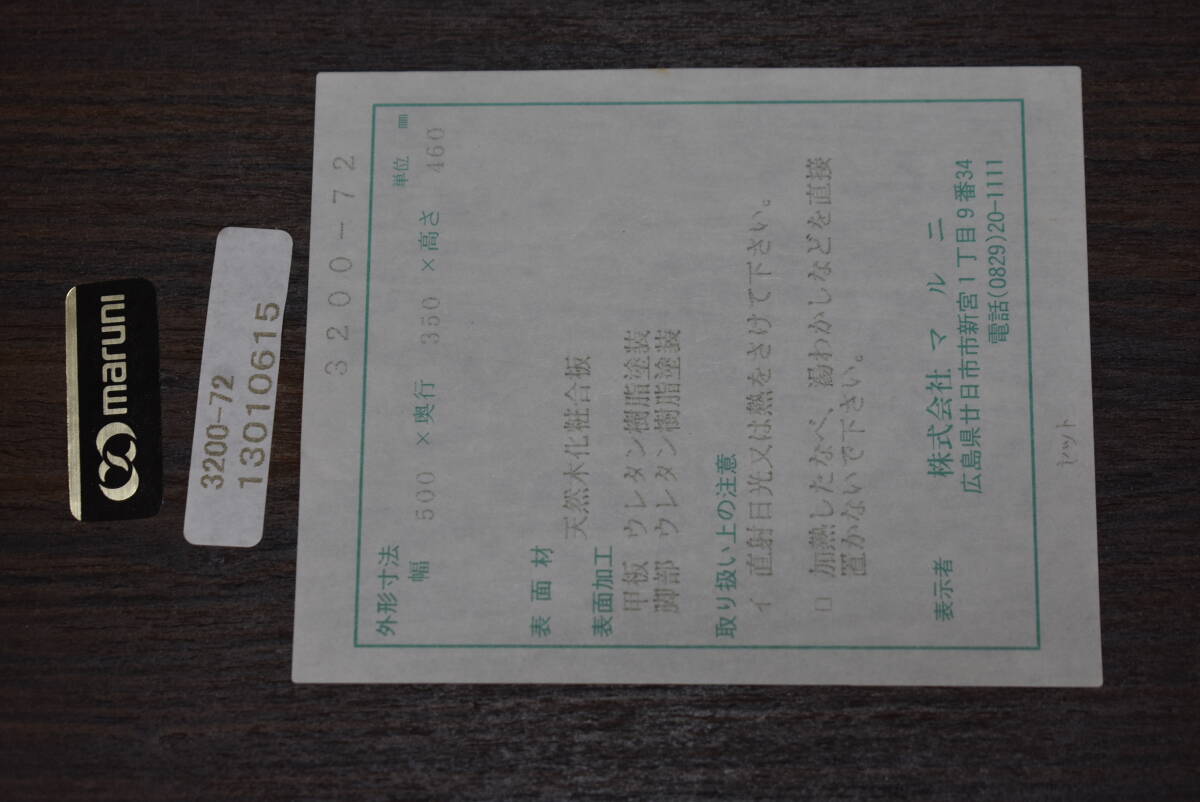 maruni
3200-72
13010615
3200-72
外形寸法 単位 mm
幅 500 ×奥行 350 ×高さ 460
表面材
天然木化粧合板
表面加工
甲板 ウレタン樹脂塗装
脚部 ウレタン樹脂塗装
取り扱い上の注意
イ 直射日光又は熱をさけて下さい。
ロ 加熱したなべ、湯わかしなどを直接
置かないで下さい。
表示者 株式会社マルニ
広島県廿日市市新宮1丁目9番34
電話(0829)20-1111
セット